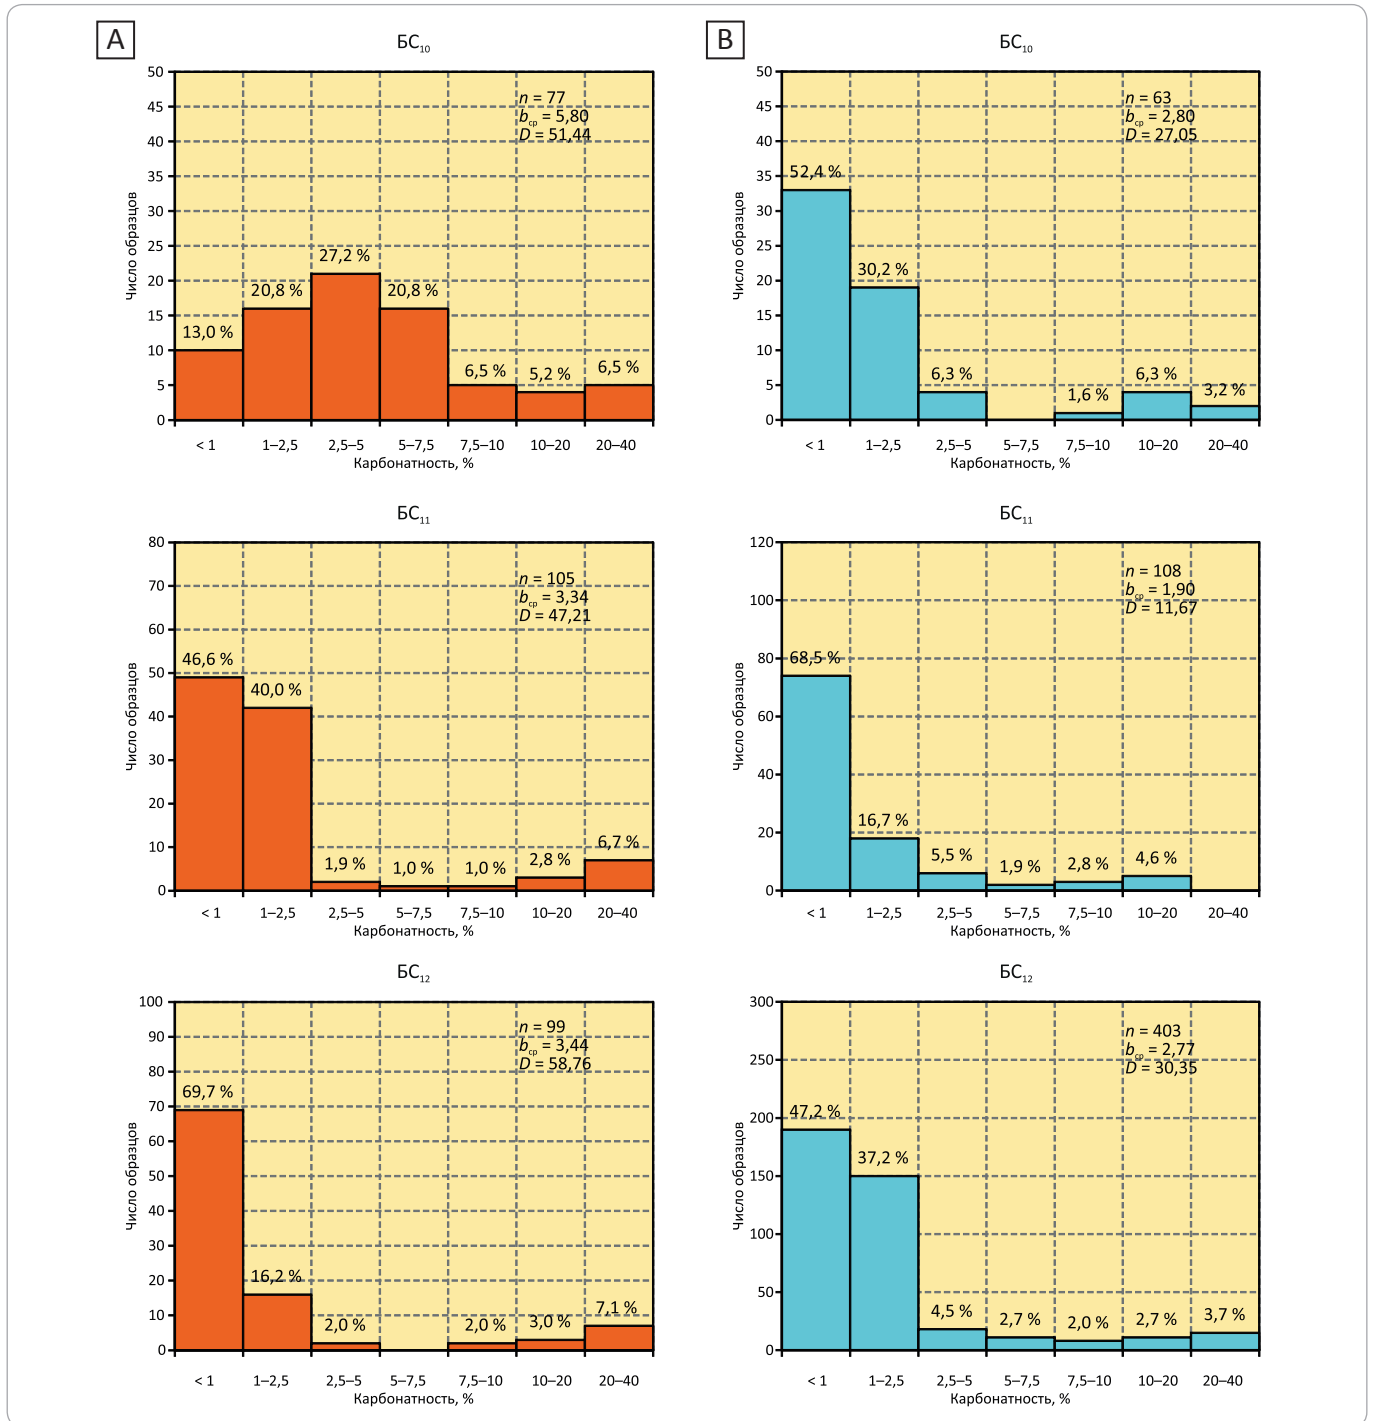 A
БС10
50
45
40
35
30
25
20
15
10
5
0
Число образцов
n = 77
bср = 5,80
D = 51,44
13,0 %
20,8 %
27,2 %
20,8 %
6,5 %
5,2 %
6,5 %
< 1 1–2,5 2,5–5 5–7,5 7,5–10 10–20 20–40
Карбонатность, %
B
БС10
50
45
40
35
30
25
20
15
10
5
0
Число образцов
n = 63
bср = 2,80
D = 27,05
52,4 %
30,2 %
6,3 %
1,6 %
6,3 %
3,2 %
< 1 1–2,5 2,5–5 5–7,5 7,5–10 10–20 20–40
Карбонатность, %
БС11
80
70
60
50
40
30
20
10
0
Число образцов
n = 105
bср = 3,34
D = 47,21
46,6 %
40,0 %
1,9 %
1,0 %
1,0 %
2,8 %
6,7 %
< 1 1–2,5 2,5–5 5–7,5 7,5–10 10–20 20–40
Карбонатность, %
БС11
120
100
80
60
40
20
0
Число образцов
n = 108
bср = 1,90
D = 11,67
68,5 %
16,7 %
5,5 %
1,9 %
2,8 %
4,6 %
< 1 1–2,5 2,5–5 5–7,5 7,5–10 10–20 20–40
Карбонатность, %
БС12
100
90
80
70
60
50
40
30
20
10
0
Число образцов
n = 99
bср = 3,44
D = 58,76
69,7 %
16,2 %
2,0 %
2,0 %
3,0 %
7,1 %
< 1 1–2,5 2,5–5 5–7,5 7,5–10 10–20 20–40
Карбонатность, %
БС12
300
250
200
150
100
50
0
Число образцов
n = 403
bср = 2,77
D = 30,35
47,2 %
37,2 %
4,5 %
2,7 %
2,0 %
2,7 %
3,7 %
< 1 1–2,5 2,5–5 5–7,5 7,5–10 10–20 20–40
Карбонатность, %